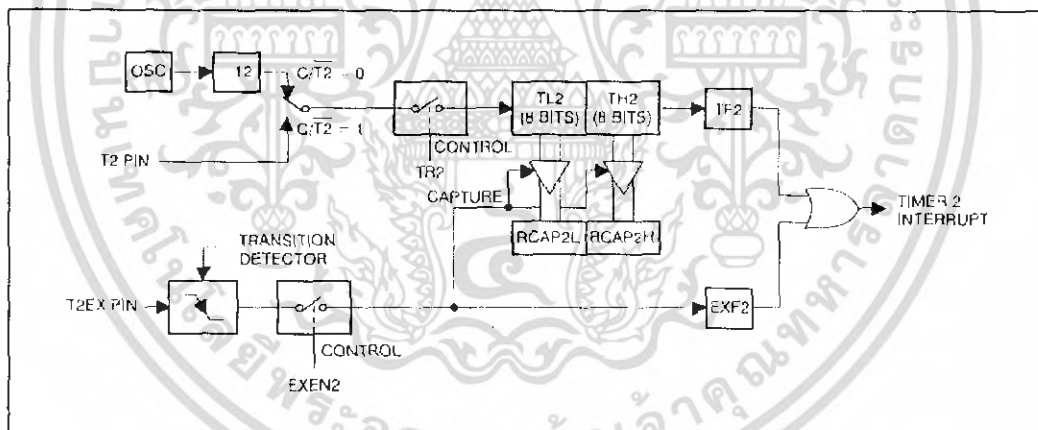 OSC
12
C/T2 = 0
C/T2 = 1
T2 PIN
CONTROL
TR2
TL2
(8 BITS)
TH2
(8 BITS)
TF2
CAPTURE
RCAP2L
RCAP2H
TIMER 2
INTERRUPT
TRANSITION
DETECTOR
T2EX PIN
CONTROL
EXEN2
EXF2